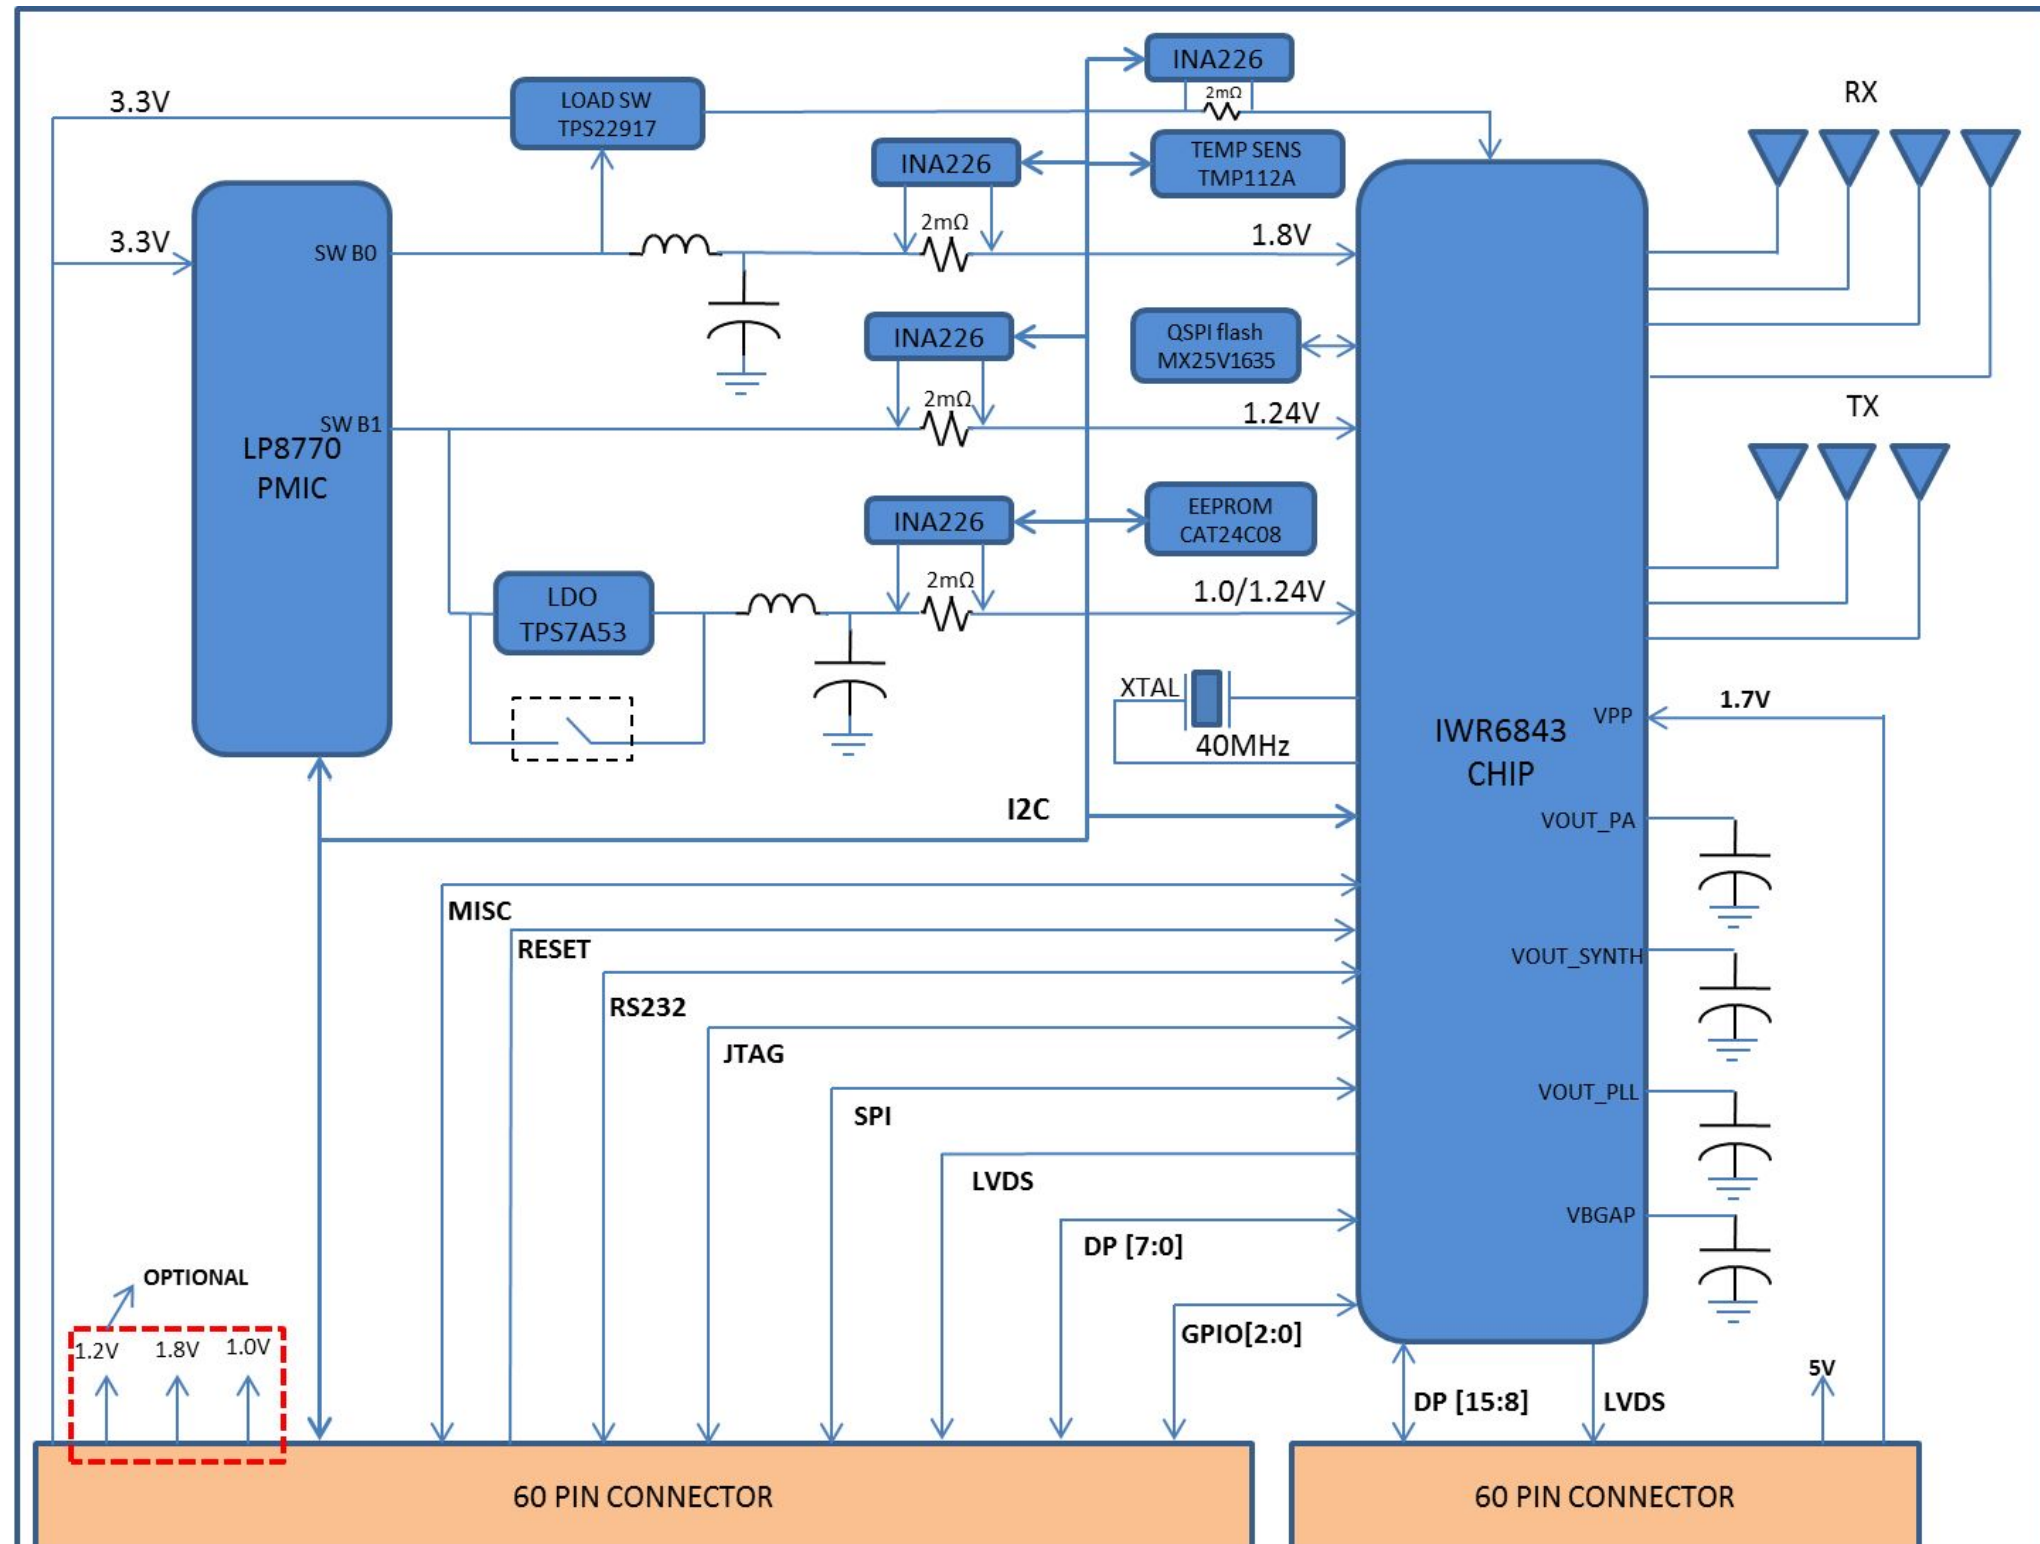 INA226
2mΩ
RX
3.3V
LOAD SW
TPS22917
INA226
TEMP SENS
TMP112A
3.3V
SW B0
2mΩ
1.8V
INA226
QSPI flash
MX25V1635
SW B1
2mΩ
1.24V
TX
LP8770
PMIC
INA226
EEPROM
CAT24C08
LDO
TPS7A53
2mΩ
1.0/1.24V
XTAL
40MHz
VPP
1.7V
IWR6843
CHIP
I2C
VOUT_PA
MISC
RESET
VOUT_SYNTH
RS232
JTAG
VOUT_PLL
SPI
LVDS
VBGAP
DP [7:0]
OPTIONAL
GPIO[2:0]
1.2V
1.8V
1.0V
5V
DP [15:8]
LVDS
60 PIN CONNECTOR
60 PIN CONNECTOR